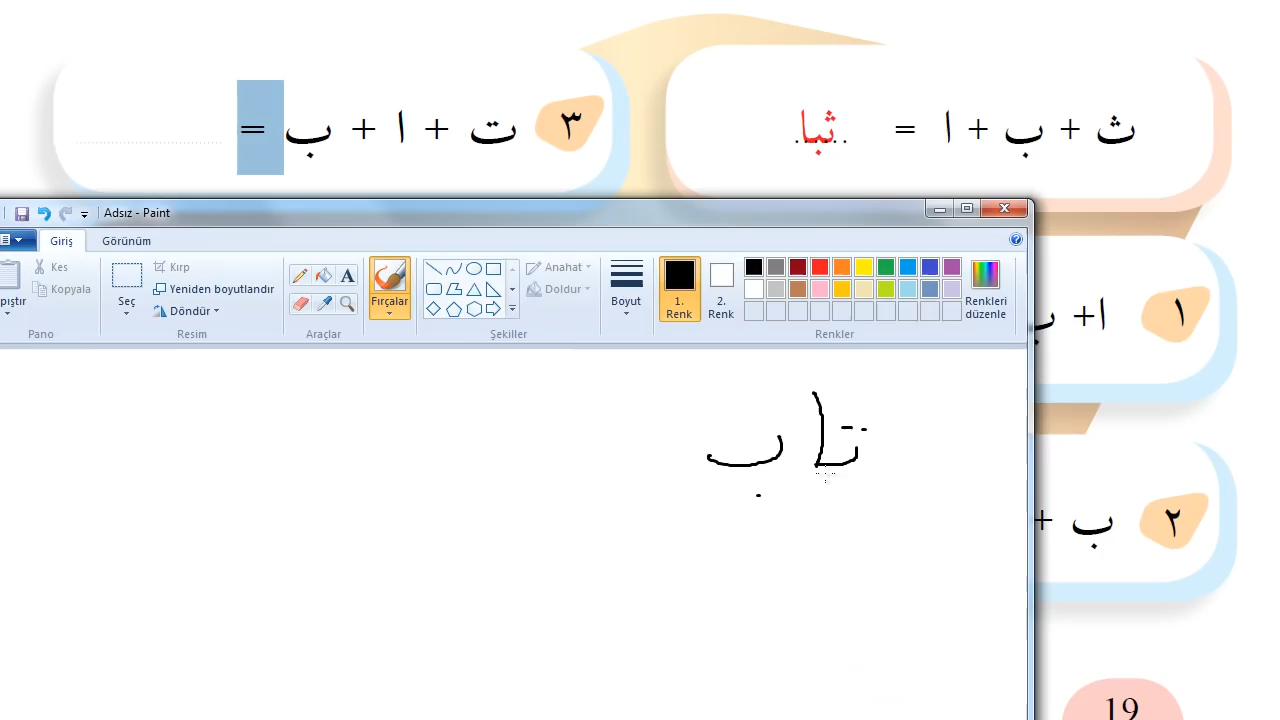 ث + ب + ا = ثبا
٣ ت + ا + ب =
Adsız - Paint
Giriş Görünüm
Kes
Kopyala
pıştır
Pano
Seç
Kırp
Yeniden boyutlandır
Döndür
Resim
A
Araçlar
Fırçalar
Anahat
Doldur
Şekiller
Boyut
1. Renk
2. Renk
Renkleri düzenle
Renkler
١ ا + ب
٢ ب +
تاب
19